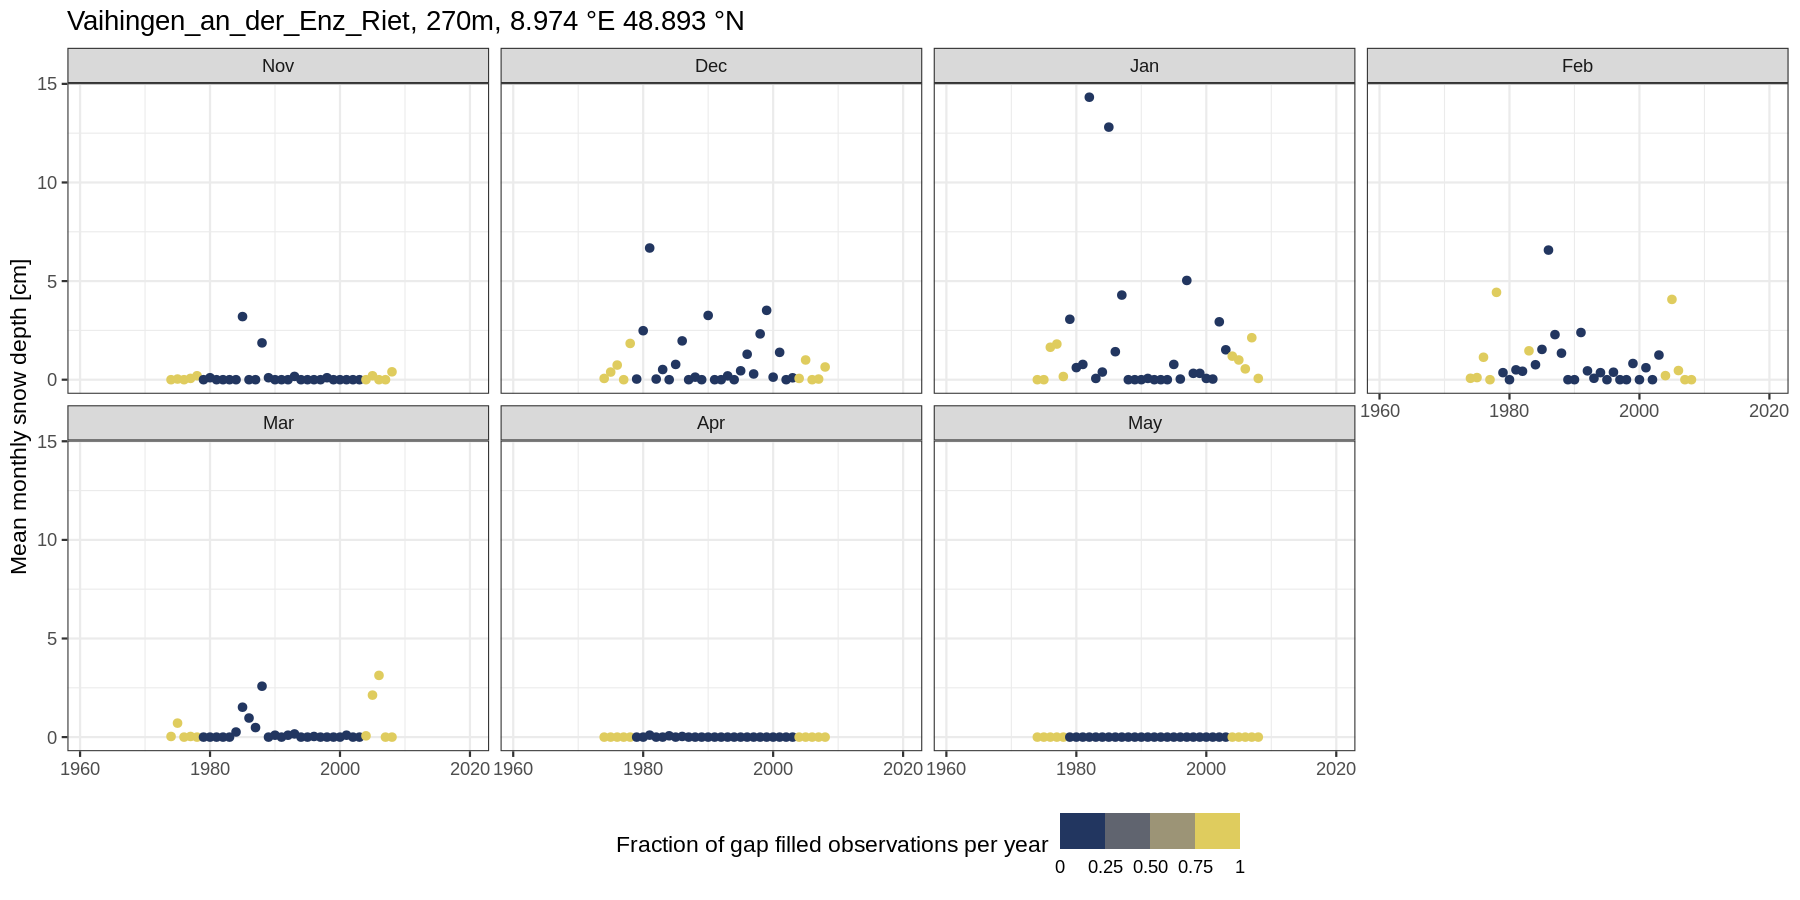 Vaihingen_an_der_Enz_Riet, 270m, 8.974 °E 48.893 °N
Nov Dec Jan Feb
15
10
5
0
1960 1980 2000 2020
Mar Apr May
15
10
5
0
1960 1980 2000 2020 1960 1980 2000 2020 1960 1980 2000 2020
Mean monthly snow depth [cm]
Fraction of gap filled observations per year
0 0.25 0.50 0.75 1